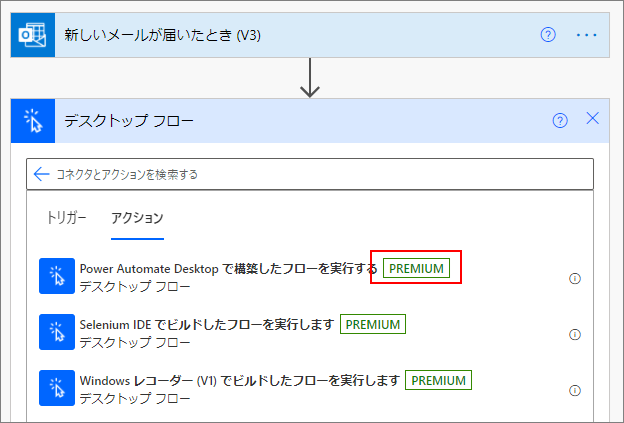 新しいメールが届いたとき (V3)
デスクトップ フロー
コネクタとアクションを検索する
トリガー アクション
Power Automate Desktop で構築したフローを実行する PREMIUM
デスクトップ フロー
Selenium IDE でビルドしたフローを実行します PREMIUM
デスクトップ フロー
Windows レコーダー (V1) でビルドしたフローを実行します PREMIUM
デスクトップ フロー